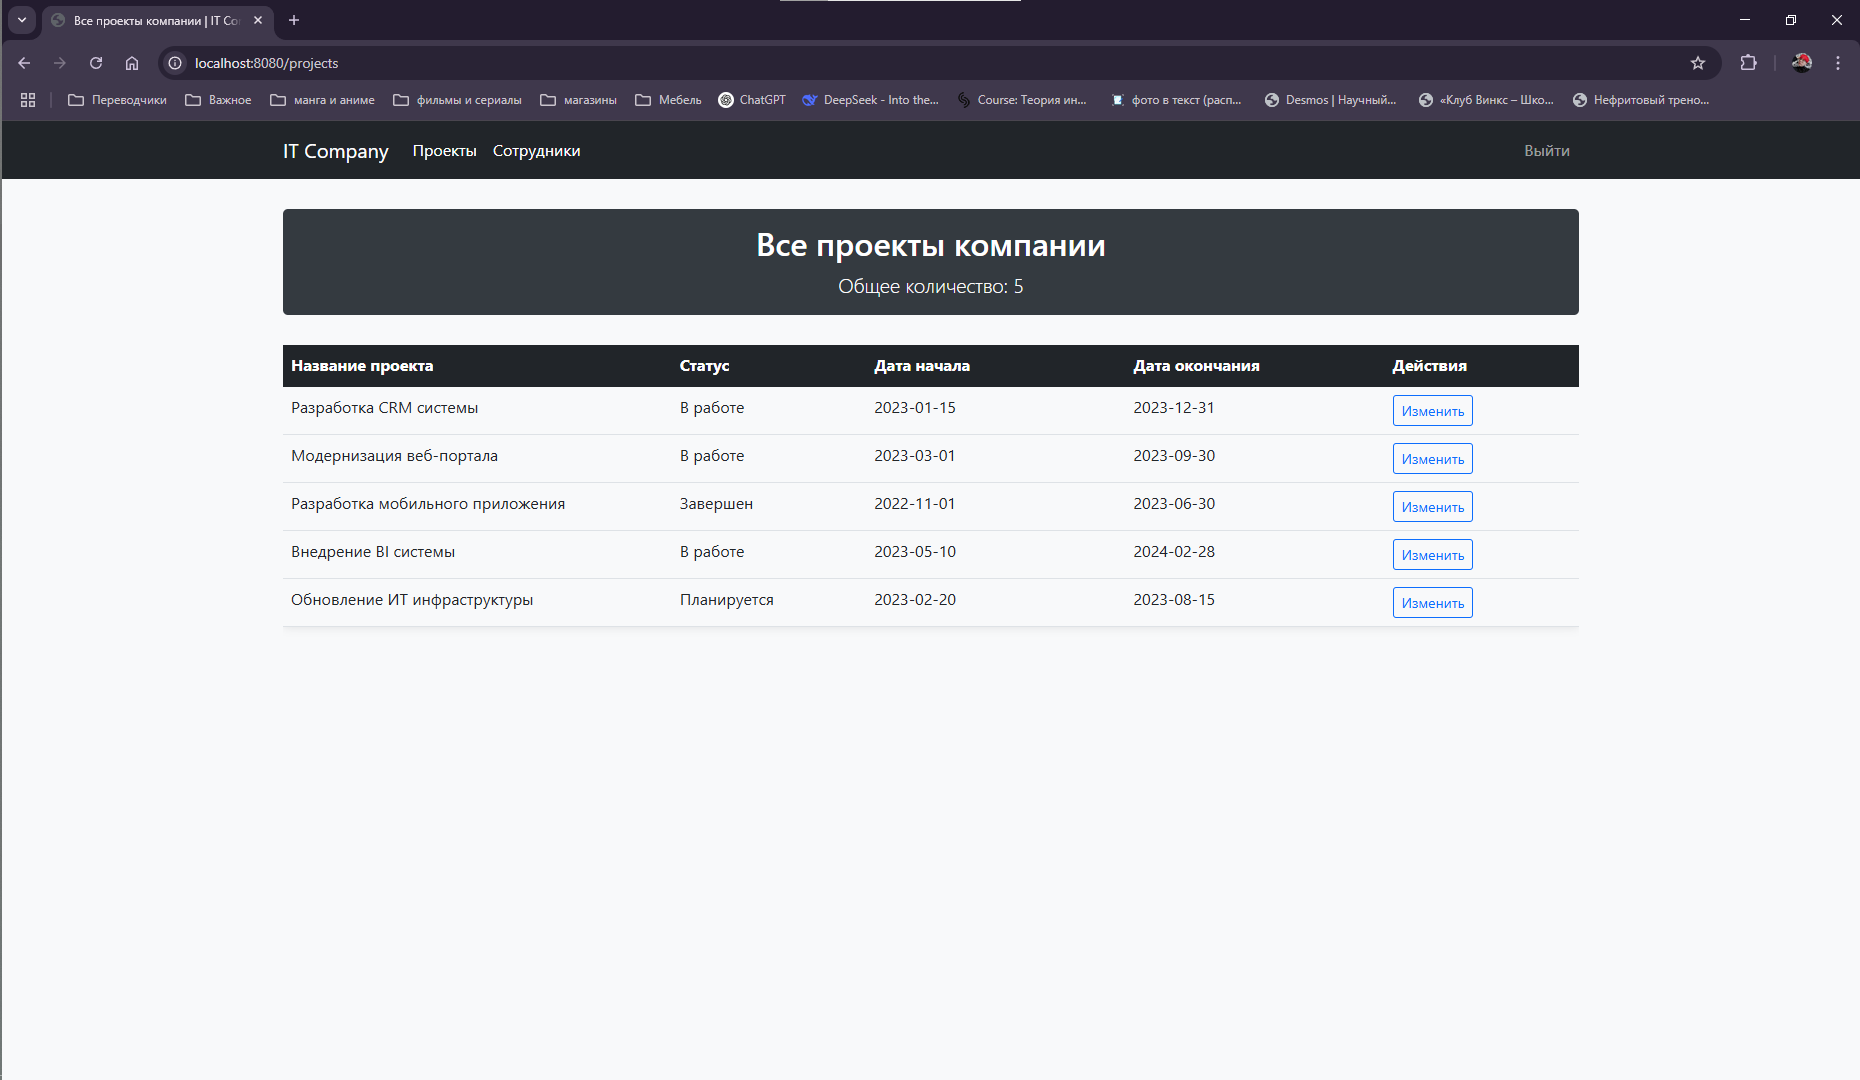 Все проекты компании | IT Co
localhost:8080/projects
Переводчики Важное манга и аниме фильмы и сериалы магазины Мебель ChatGPT DeepSeek - Into the... Course: Теория ин... фото в текст (расп... Desmos | Научный... «Клуб Винкс – Шко... Нефритовый трено...
IT Company Проекты Сотрудники Выйти
Все проекты компании
Общее количество: 5
Название проекта Статус Дата начала Дата окончания Действия
Разработка CRM системы В работе 2023-01-15 2023-12-31 Изменить
Модернизация веб-портала В работе 2023-03-01 2023-09-30 Изменить
Разработка мобильного приложения Завершен 2022-11-01 2023-06-30 Изменить
Внедрение BI системы В работе 2023-05-10 2024-02-28 Изменить
Обновление ИТ инфраструктуры Планируется 2023-02-20 2023-08-15 Изменить